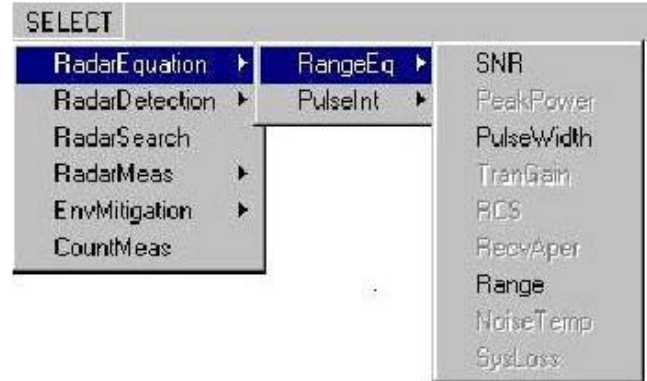 SELECT
RadarEquation
RadarDetection
RadarSearch
RadarMeas
EnvMitigation
CountMeas
RangeEq
PulseInt
SNR
PeakPower
PulseWidth
TranGain
RCS
RecvAper
Range
NoiseTemp
SysLoss